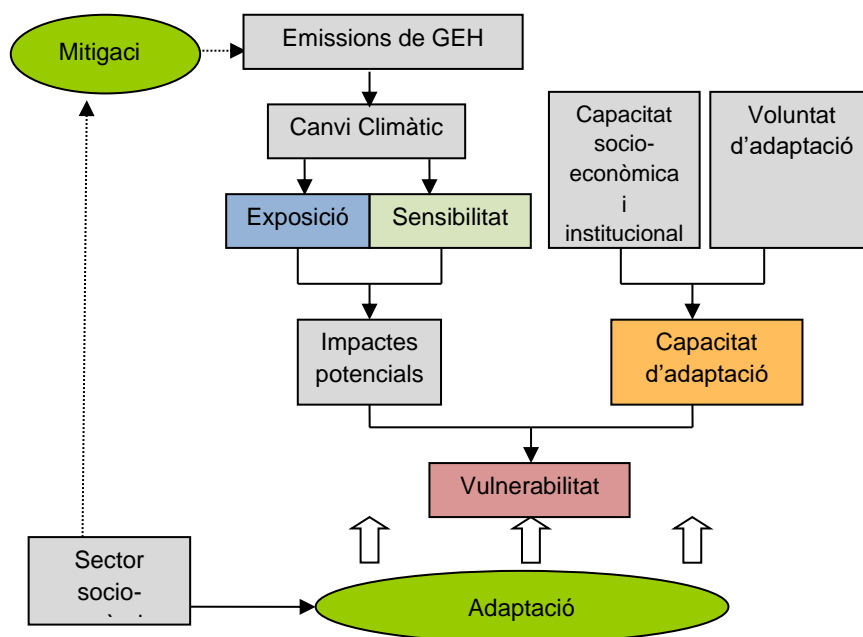 Mitigaci
Emissions de GEH
Canvi Climàtic
Capacitat
socio-
econòmica
i
institucional
Voluntat
d'adaptació
Exposició
Sensibilitat
Impactes
potencials
Capacitat
d'adaptació
Vulnerabilitat
Sector
socio-
Adaptació